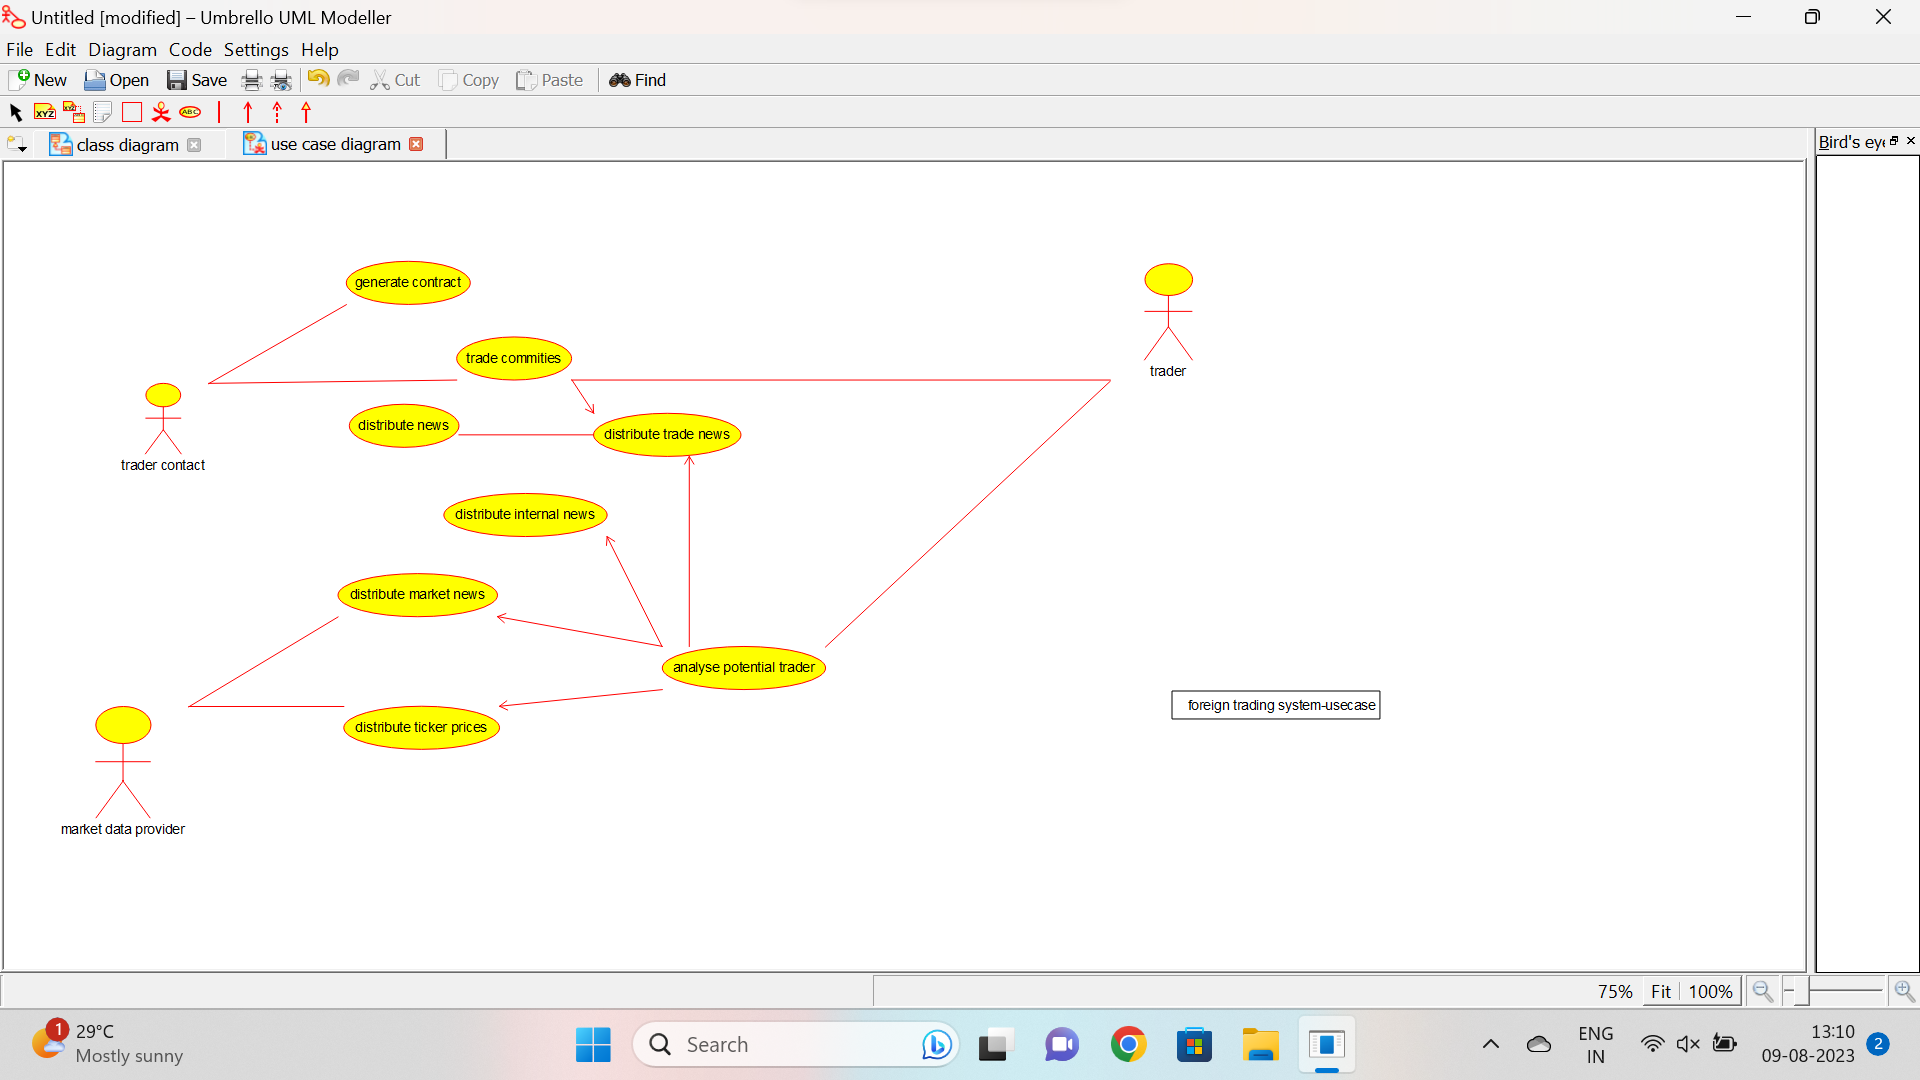 Untitled [modified] – Umbrello UML Modeller
File Edit Diagram Code Settings Help
New Open Save Cut Copy Paste Find
XYZ XYZ ABC
class diagram use case diagram
Bird's eye
generate contract
trade commities
trader
distribute news
distribute trade news
trader contact
distribute internal news
distribute market news
analyse potential trader
foreign trading system-usecase
distribute ticker prices
market data provider
75% Fit 100%
1 29°C
Mostly sunny
Search
ENG
IN
13:10
09-08-2023
2